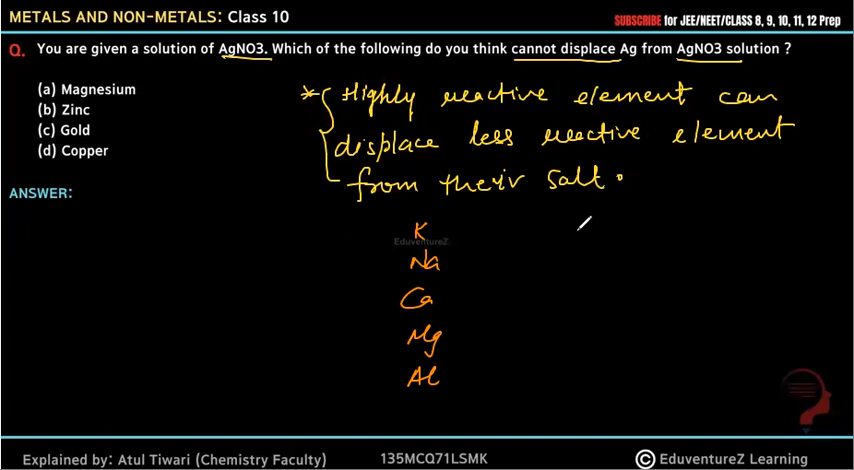 METALS AND NON-METALS: Class 10
SUBSCRIBE for JEE/NEET/CLASS 8, 9, 10, 11, 12 Prep
Q. You are given a solution of AgNO3. Which of the following do you think cannot displace Ag from AgNO3 solution ?
(a) Magnesium
(b) Zinc
(c) Gold
(d) Copper
* Highly reactive element can
displace less reactive element
from their salt.
ANSWER:
K
EduventureZ
Na
Ca
Mg
Al
Explained by: Atul Tiwari (Chemistry Faculty)
135MCQ71LSMK
© EduventureZ Learning